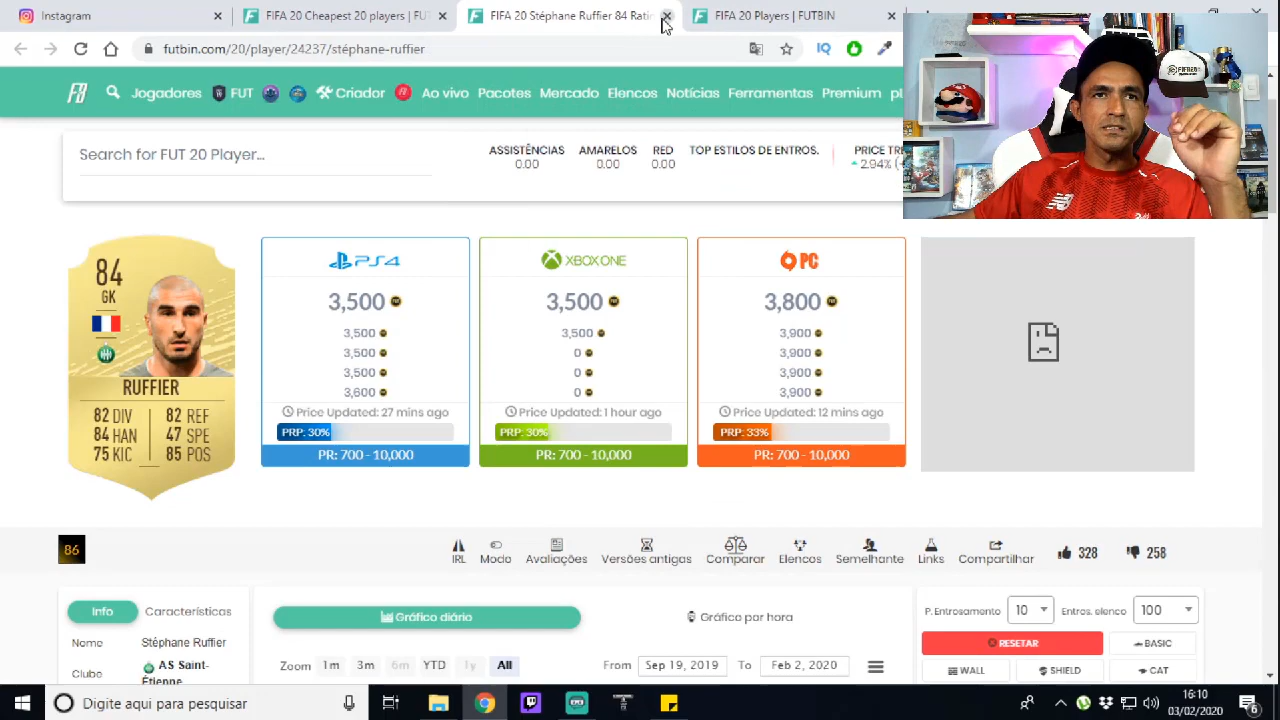 Instagram
FIFA
ers | FU
FIFA 20 Stéphane Ruffier 84 Ratin
FIFA
IN
futbin.com/20/player/24237/stéphane-ruffier
IQ
Jogadores
FUT
Criador
Ao vivo
Pacotes
Mercado
Elencos
Notícias
Ferramentas
Premium
Search for FUT 20 Player...
ASSISTÊNCIAS
AMARELOS
RED
TOP ESTILOS DE ENTROS.
PRICE TR
0.00
0.00
0.00
2.94%
84
GK
RUFFIER
82 DIV
82 REF
84 HAN
47 SPE
75 KIC
85 POS
PS4
3,500
3,500
3,500
3,500
3,600
Price Updated: 27 mins ago
PRP: 30%
PR: 700 - 10,000
XBOX ONE
3,500
3,500
0
0
0
Price Updated: 1 hour ago
PRP: 30%
PR: 700 - 10,000
PC
3,800
3,900
3,900
3,900
3,900
Price Updated: 12 mins ago
PRP: 33%
PR: 700 - 10,000
86
IRL
Modo
Avaliações
Versões antigas
Comparar
Elencos
Semelhante
Links
Compartilhar
328
258
Info
Características
Nome
Stéphane Ruffier
Clube
AS Saint-
Étienne
Gráfico diário
Gráfico por hora
Zoom
1m
3m
6m
YTD
1y
All
From
Sep 19, 2019
To
Feb 2, 2020
P. Entrosamento
10
Entros. elenco
100
RESETAR
BASIC
WALL
SHIELD
CAT
Digite aqui para pesquisar
16:10
03/02/2020
6